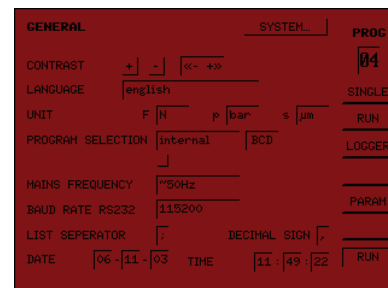 GENERAL SYSTEM… PROG
04
CONTRAST + - «- +»
LANGUAGE english SINGLE
UNIT F N p bar s µm RUN
PROGRAM SELECTION internal BCD LOGGER
MAINS FREQUENCY ~50Hz
BAUD RATE RS232 115200 PARAM
LIST SEPERATOR ; DECIMAL SIGN ,
DATE 06-11-03 TIME 11:49:22 RUN